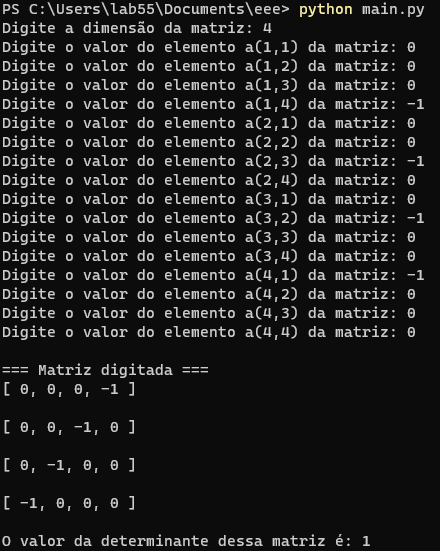 PS C:\Users\lab55\Documents\eee> python main.py
Digite a dimensão da matriz: 4
Digite o valor do elemento a(1,1) da matriz: 0
Digite o valor do elemento a(1,2) da matriz: 0
Digite o valor do elemento a(1,3) da matriz: 0
Digite o valor do elemento a(1,4) da matriz: -1
Digite o valor do elemento a(2,1) da matriz: 0
Digite o valor do elemento a(2,2) da matriz: 0
Digite o valor do elemento a(2,3) da matriz: -1
Digite o valor do elemento a(2,4) da matriz: 0
Digite o valor do elemento a(3,1) da matriz: 0
Digite o valor do elemento a(3,2) da matriz: -1
Digite o valor do elemento a(3,3) da matriz: 0
Digite o valor do elemento a(3,4) da matriz: 0
Digite o valor do elemento a(4,1) da matriz: -1
Digite o valor do elemento a(4,2) da matriz: 0
Digite o valor do elemento a(4,3) da matriz: 0
Digite o valor do elemento a(4,4) da matriz: 0
=== Matriz digitada ===
[ 0, 0, 0, -1 ]
[ 0, 0, -1, 0 ]
[ 0, -1, 0, 0 ]
[ -1, 0, 0, 0 ]
O valor da determinante dessa matriz é: 1